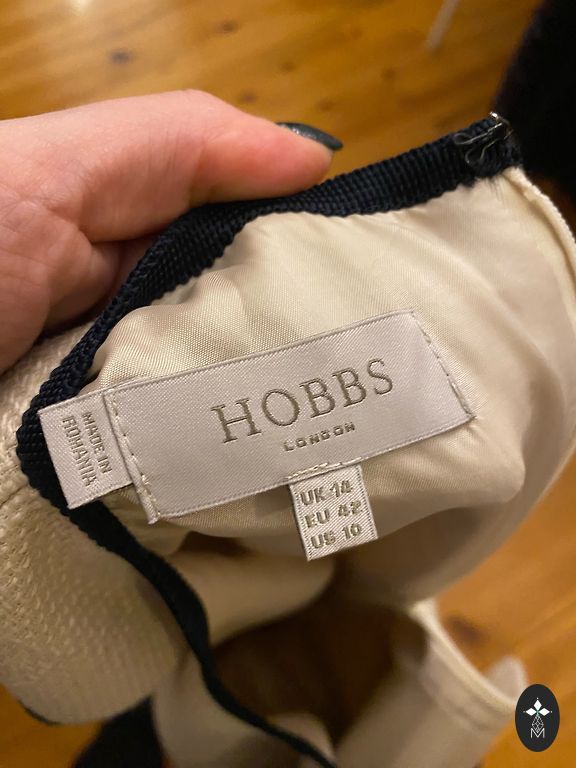 HOBBS
LONDON
MADE IN
ROMANIA
UK 14
EU 42
US 10